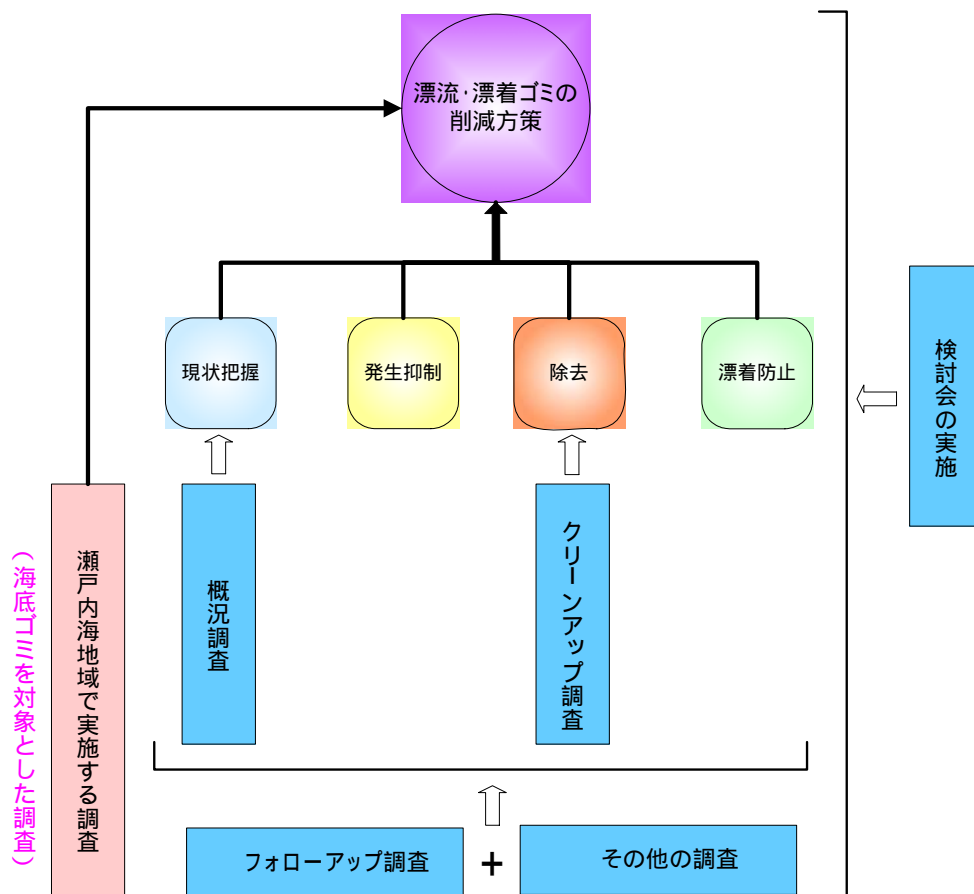 漂流・漂着ゴミの
削減方策
現状把握
発生抑制
除去
漂着防止
検討会の実施
(海底ゴミを対象とした調査)
瀬戸内海地域で実施する調査
概況調査
クリーンアップ調査
フォローアップ調査
+
その他の調査